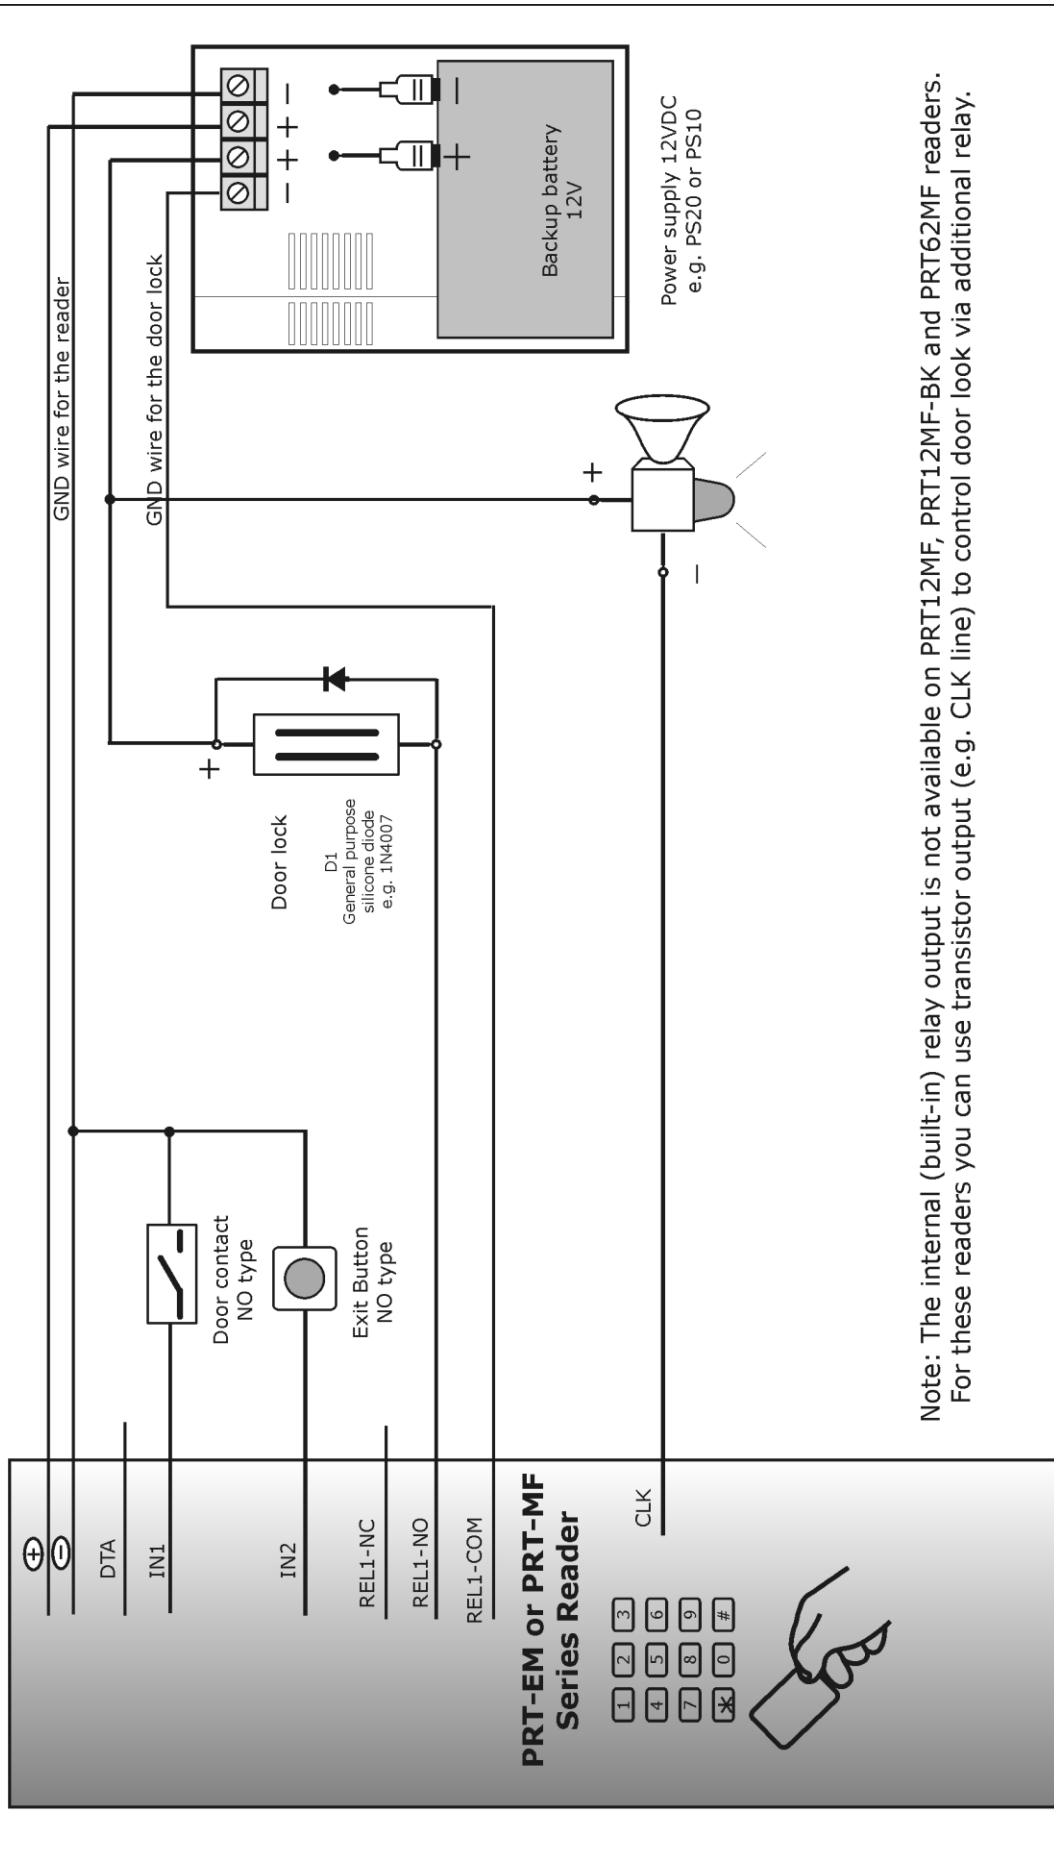 GND wire for the reader
GND wire for the door lock
−
+
+
−
−
+
Backup battery
12V
Power supply 12VDC
e.g. PS20 or PS10
+
−
+
Door lock
D1
General purpose
silicone diode
e.g. 1N4007
Door contact
NO type
Exit Button
NO type
+
−
DTA
IN1
IN2
REL1-NC
REL1-NO
REL1-COM
CLK
PRT-EM or PRT-MF
Series Reader
1 2 3
4 5 6
7 8 9
* 0 #
Note: The internal (built-in) relay output is not available on PRT12MF, PRT12MF-BK and PRT62MF readers.
For these readers you can use transistor output (e.g. CLK line) to control door look via additional relay.